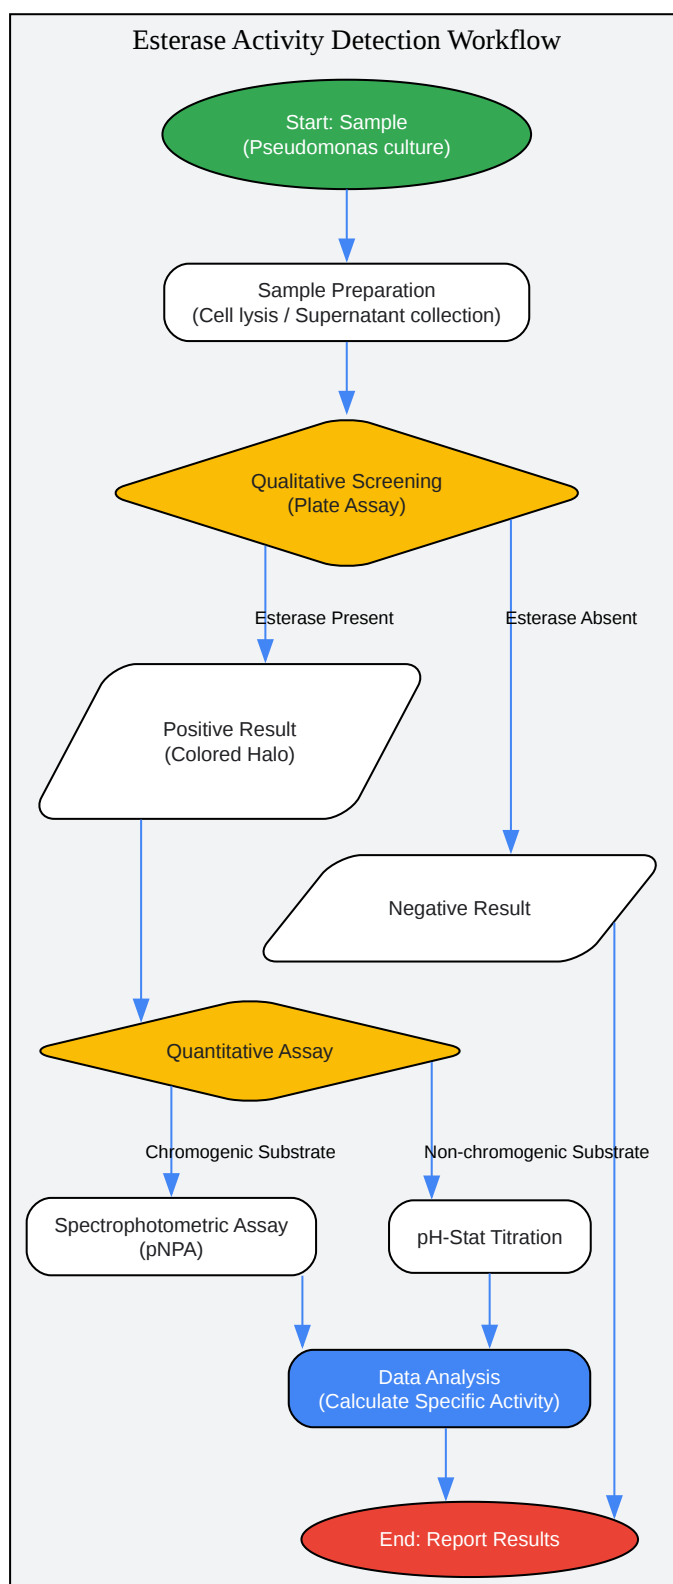 Esterase Activity Detection Workflow
Start: Sample
(Pseudomonas culture)
Sample Preparation
(Cell lysis / Supernatant collection)
Qualitative Screening
(Plate Assay)
Esterase Present
Esterase Absent
Positive Result
(Colored Halo)
Negative Result
Quantitative Assay
Chromogenic Substrate
Non-chromogenic Substrate
Spectrophotometric Assay
(pNPA)
pH-Stat Titration
Data Analysis
(Calculate Specific Activity)
End: Report Results